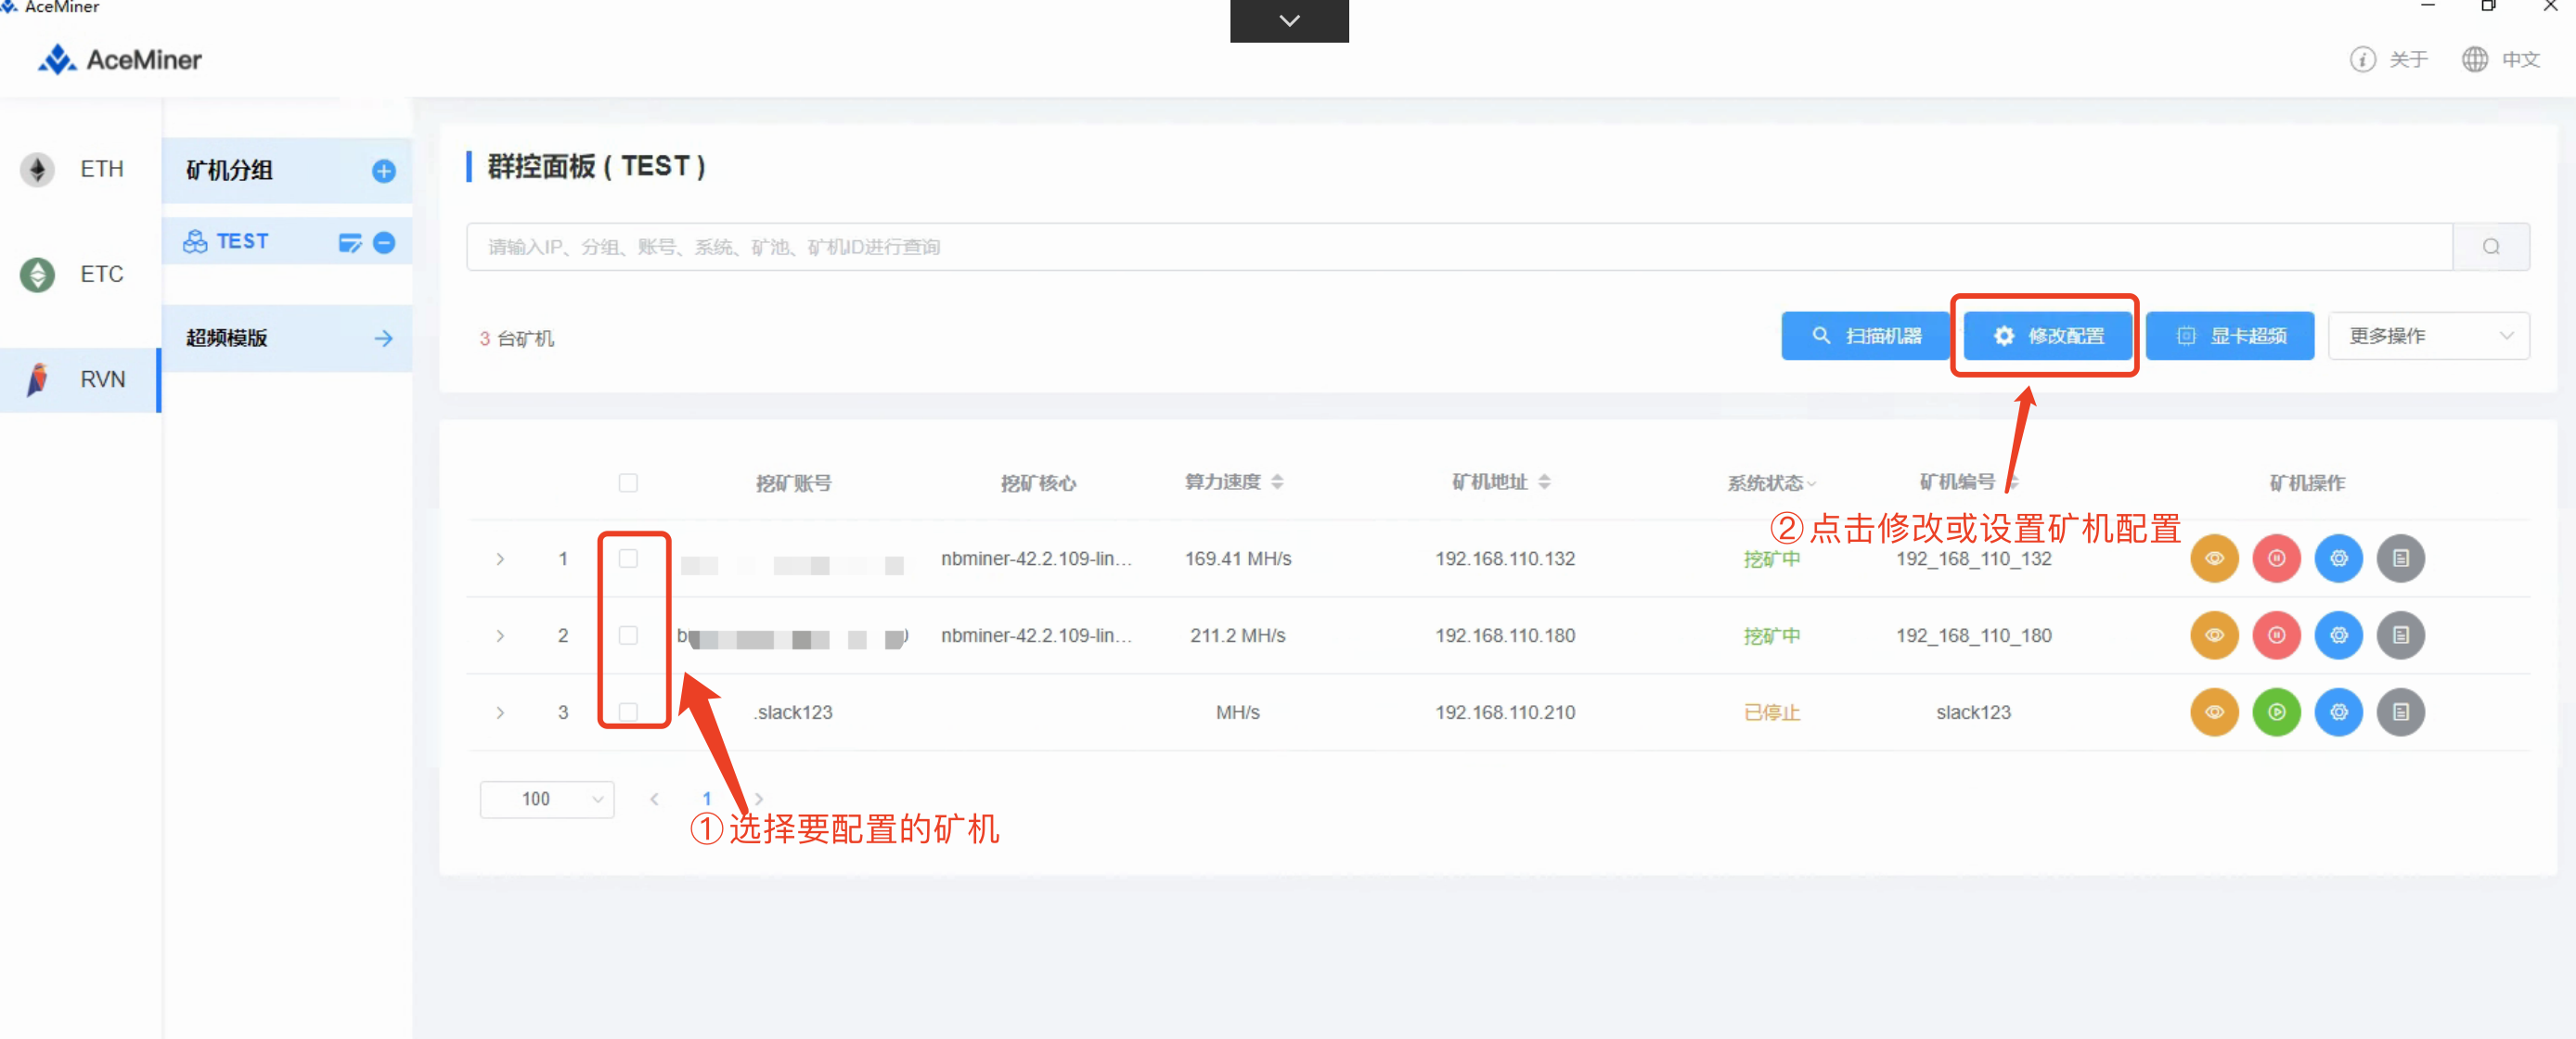 AceMiner
AceMiner
关于 中文
ETH
ETC
RVN
矿机分组
TEST
超频模版
群控面板 ( TEST )
请输入IP、分组、账号、系统、矿池、矿机ID进行查询
3 台矿机
扫描机器 修改配置 显卡超频 更多操作
挖矿账号 挖矿核心 算力速度 矿机地址 系统状态 矿机编号 矿机操作
②点击修改或设置矿机配置
1 nbminer-42.2.109-lin... 169.41 MH/s 192.168.110.132 挖矿中 192_168_110_132
2 b ) nbminer-42.2.109-lin... 211.2 MH/s 192.168.110.180 挖矿中 192_168_110_180
3 .slack123 MH/s 192.168.110.210 已停止 slack123
100 1
①选择要配置的矿机